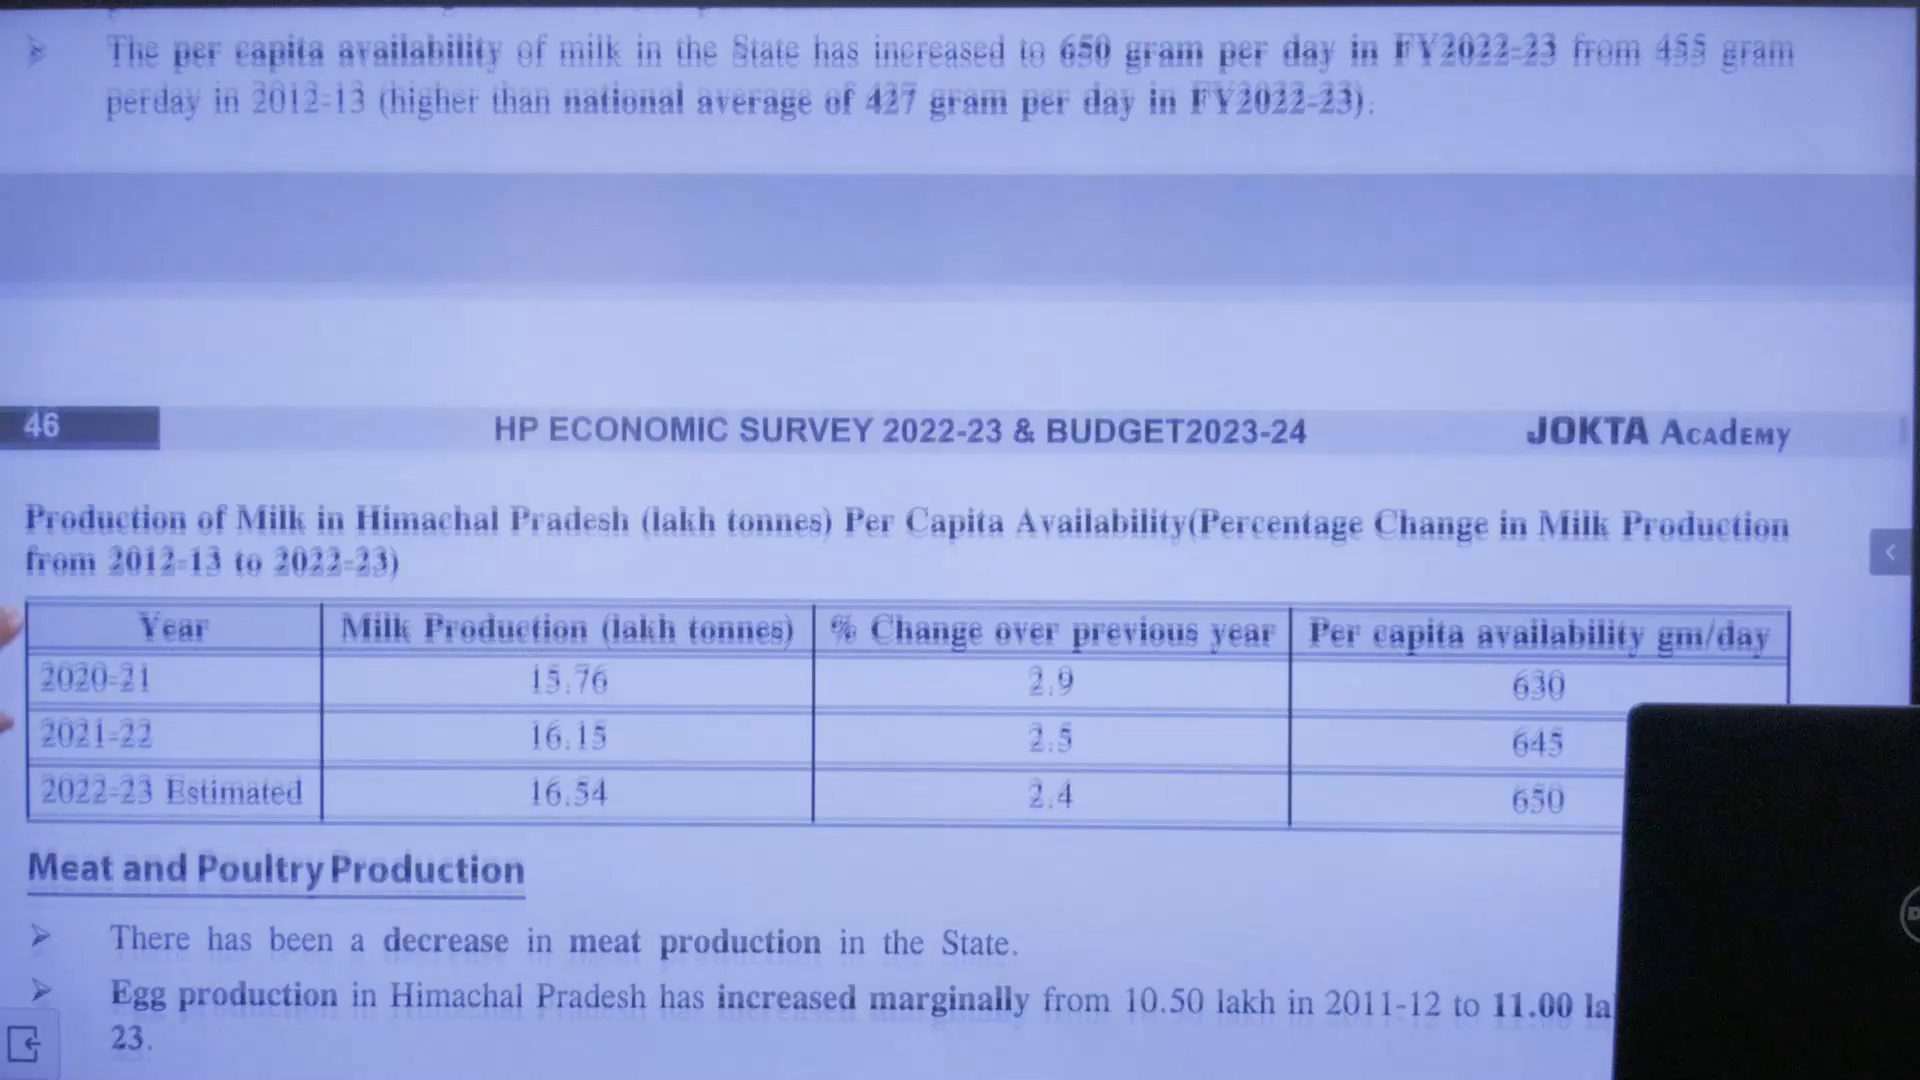 The per capita availability of milk in the State has increased to 650 gram per day in FY2022-23 from 455 gram
perday in 2012-13 (higher than national average of 427 gram per day in FY2022-23).
46 HP ECONOMIC SURVEY 2022-23 & BUDGET2023-24 JOKTA ACADEMY
Production of Milk in Himachal Pradesh (lakh tonnes) Per Capita Availability(Percentage Change in Milk Production
from 2012-13 to 2022-23)
Year Milk Production (lakh tonnes) % Change over previous year Per capita availability gm/day
2020-21 15.76 2.9 630
2021-22 16.15 2.5 645
2022-23 Estimated 16.54 2.4 650
Meat and Poultry Production
There has been a decrease in meat production in the State.
Egg production in Himachal Pradesh has increased marginally from 10.50 lakh in 2011-12 to 11.00 la
23.